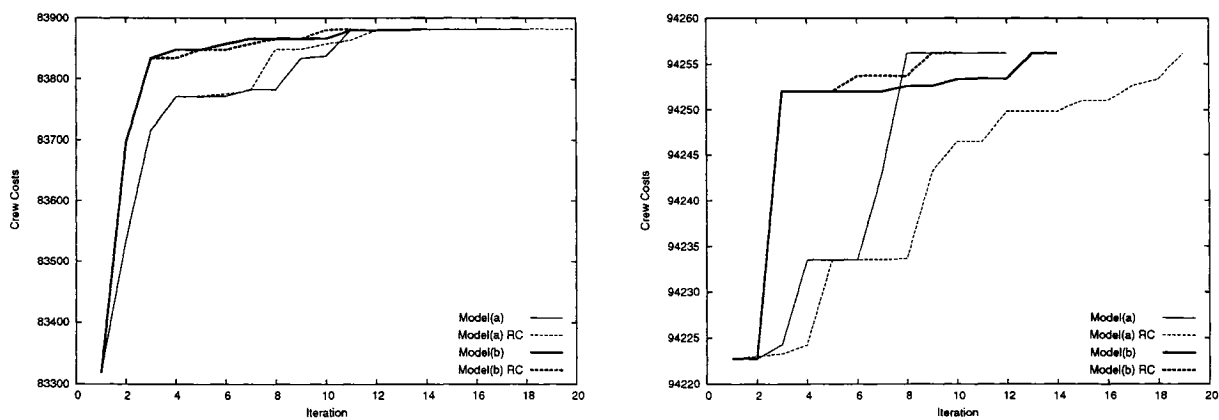 83900
83800
83700
83600
83500
83400
83300
Crew Costs
0 2 4 6 8 10 12 14 16 18 20
Iteration
Model(a)
Model(a) RC
Model(b)
Model(b) RC
94260
94255
94250
94245
94240
94235
94230
94225
94220
Crew Costs
0 2 4 6 8 10 12 14 16 18 20
Iteration
Model(a)
Model(a) RC
Model(b)
Model(b) RC